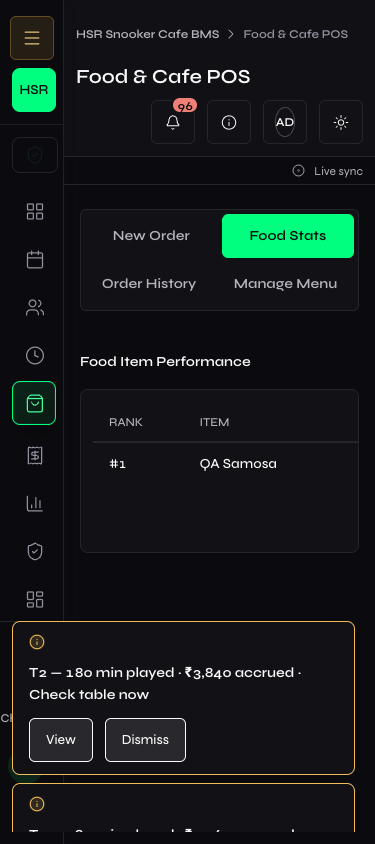 HSR
HSR Snooker Cafe BMS > Food & Cafe POS
Food & Cafe POS
96
AD
Live sync
New Order
Food Stats
Order History
Manage Menu
Food Item Performance
RANK ITEM
#1 QA Samosa
T2 — 180 min played · ₹3,840 accrued ·
Check table now
View
Dismiss